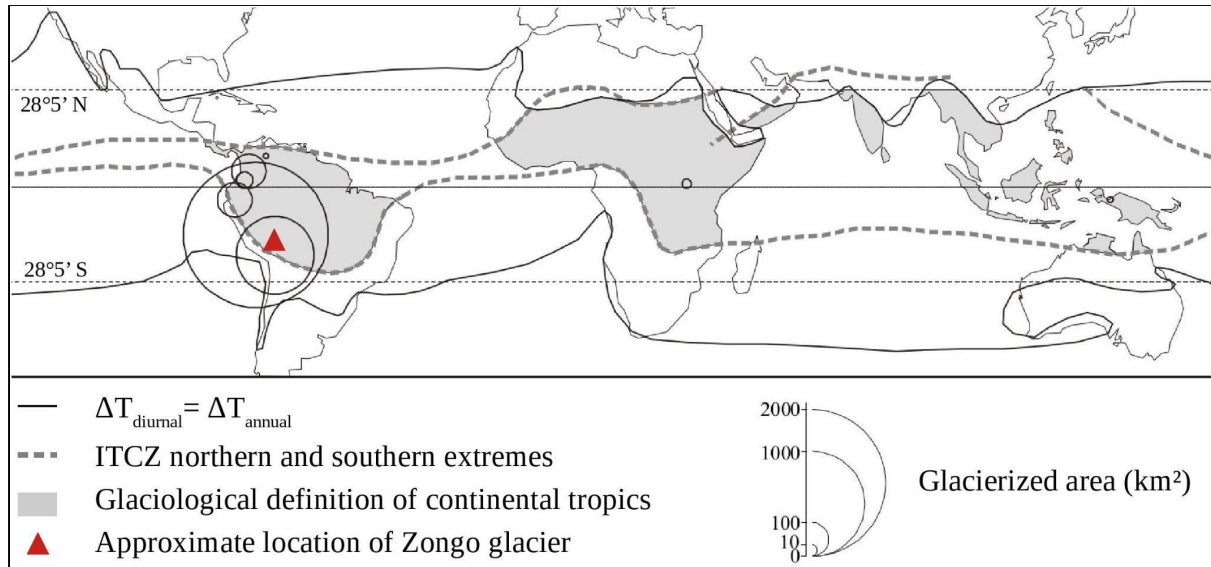 28°5’ N
28°5’ S
ΔTdiurnal= ΔTannual
ITCZ northern and southern extremes
Glaciological definition of continental tropics
Approximate location of Zongo glacier
2000
1000
100
10
0
Glacierized area (km²)